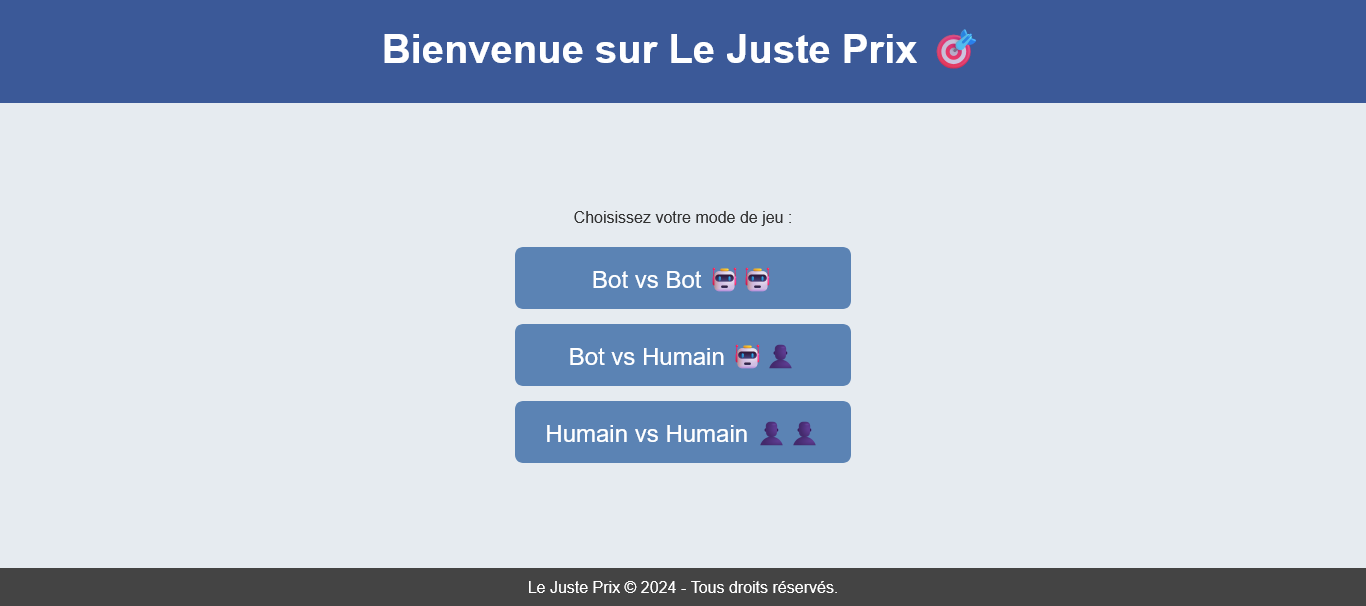 Bienvenue sur Le Juste Prix 🎯
Choisissez votre mode de jeu :
Bot vs Bot 🤖 🤖
Bot vs Humain 🤖 👤
Humain vs Humain 👤 👤
Le Juste Prix © 2024 - Tous droits réservés.